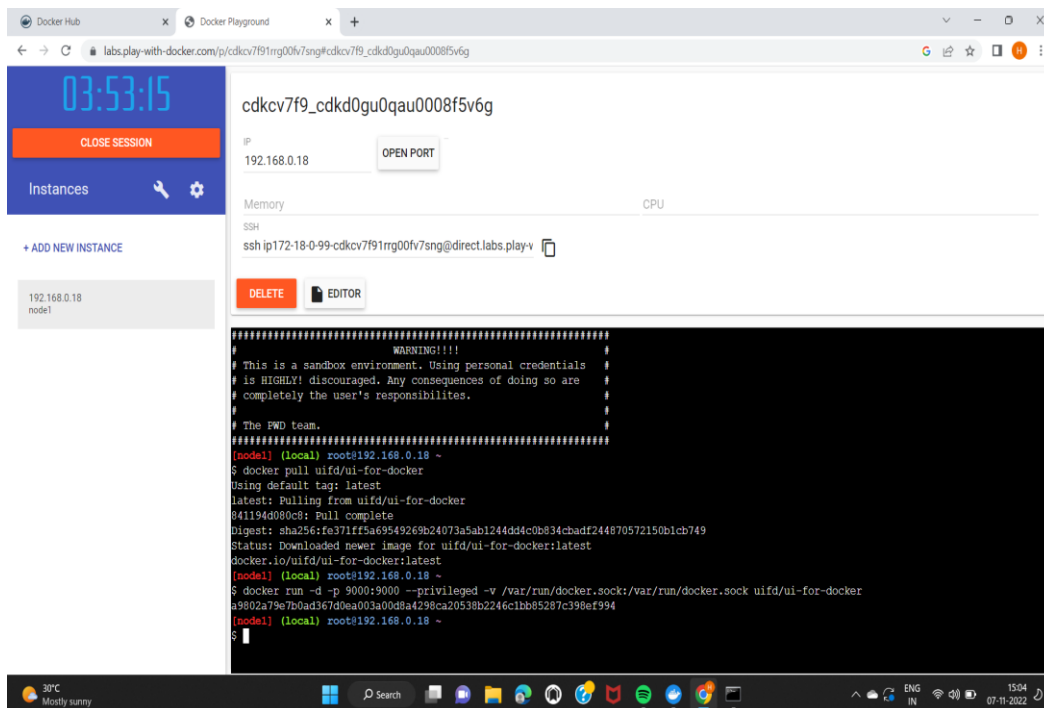 Docker Hub
Docker Playground
labs.play-with-docker.com/p/cdkcv7f91rrg00fv7sng#cdkcv7f9_cdkd0gu0qau0008f5v6g
H
03:53:15
CLOSE SESSION
Instances
+ ADD NEW INSTANCE
192.168.0.18
node1
cdkcv7f9_cdkd0gu0qau0008f5v6g
IP
192.168.0.18
OPEN PORT
Memory
CPU
SSH
ssh ip172-18-0-99-cdkcv7f91rrg00fv7sng@direct.labs.play-v
DELETE
EDITOR
###############################################################
# WARNING!!!! #
# This is a sandbox environment. Using personal credentials #
# is HIGHLY! discouraged. Any consequences of doing so are #
# completely the user's responsibilites. #
# #
# The PWD team. #
###############################################################
[node1] (local) root@192.168.0.18 ~
$ docker pull uifd/ui-for-docker
Using default tag: latest
latest: Pulling from uifd/ui-for-docker
841194d080c8: Pull complete
Digest: sha256:fe371ff5a69549269b24073a5ab1244dd4c0b834cbadf244870572150b1cb749
Status: Downloaded newer image for uifd/ui-for-docker:latest
docker.io/uifd/ui-for-docker:latest
[node1] (local) root@192.168.0.18 ~
$ docker run -d -p 9000:9000 --privileged -v /var/run/docker.sock:/var/run/docker.sock uifd/ui-for-docker
a9802a79e7b0ad367d0ea003a00d8a4298ca20538b2246c1bb85287c398ef994
[node1] (local) root@192.168.0.18 ~
$
30°C
Mostly sunny
Search
ENG
IN
15:04
07-11-2022